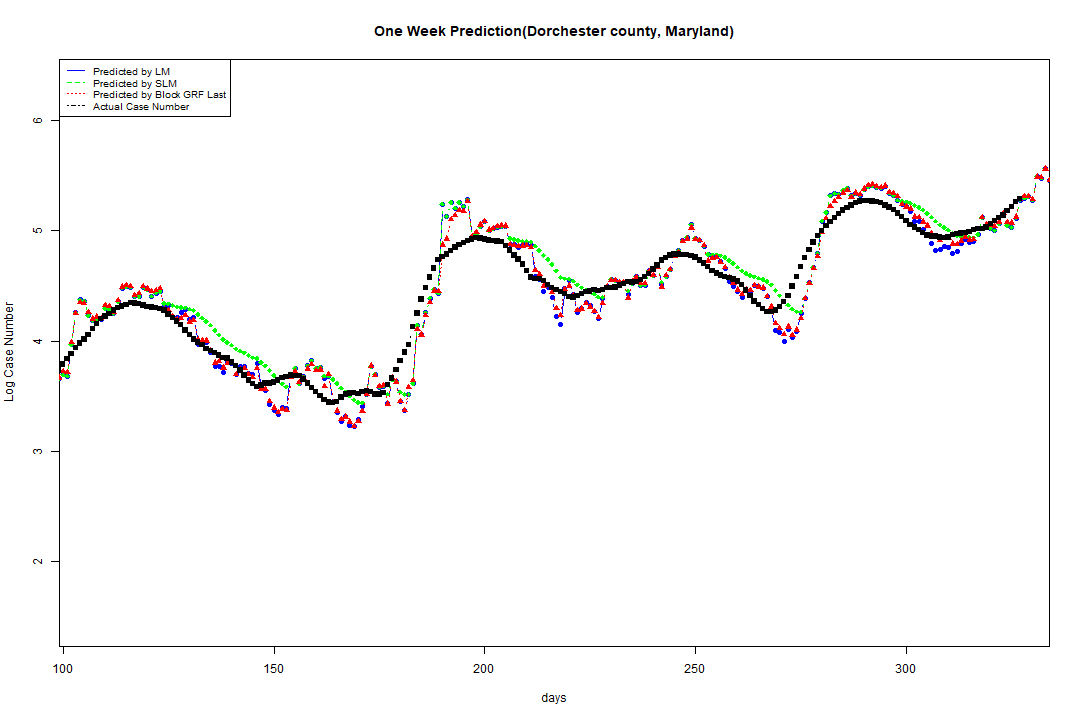 One Week Prediction(Dorchester county, Maryland)
Predicted by LM
Predicted by SLM
Predicted by Block GRF Last
Actual Case Number
6
5
4
3
2
Log Case Number
100 150 200 250 300
days